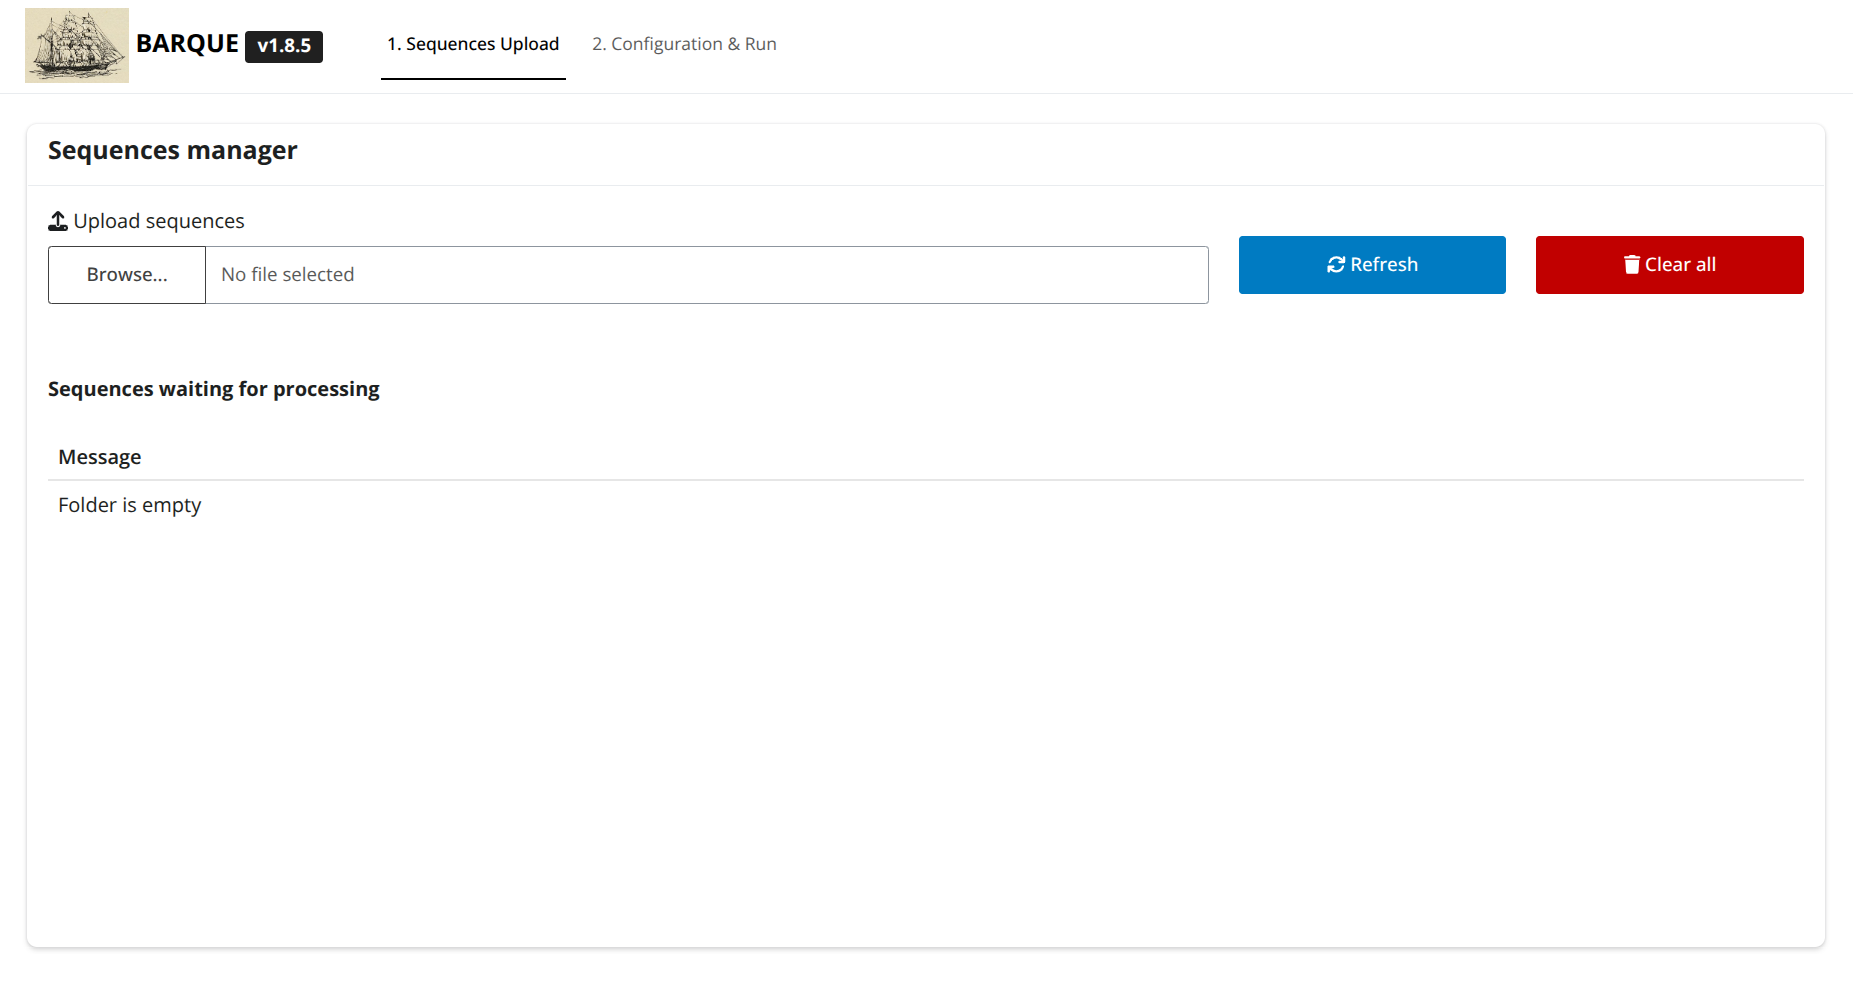 BARQUE v1.8.5
1. Sequences Upload
2. Configuration & Run
Sequences manager
Upload sequences
Browse...
No file selected
Refresh
Clear all
Sequences waiting for processing
Message
Folder is empty